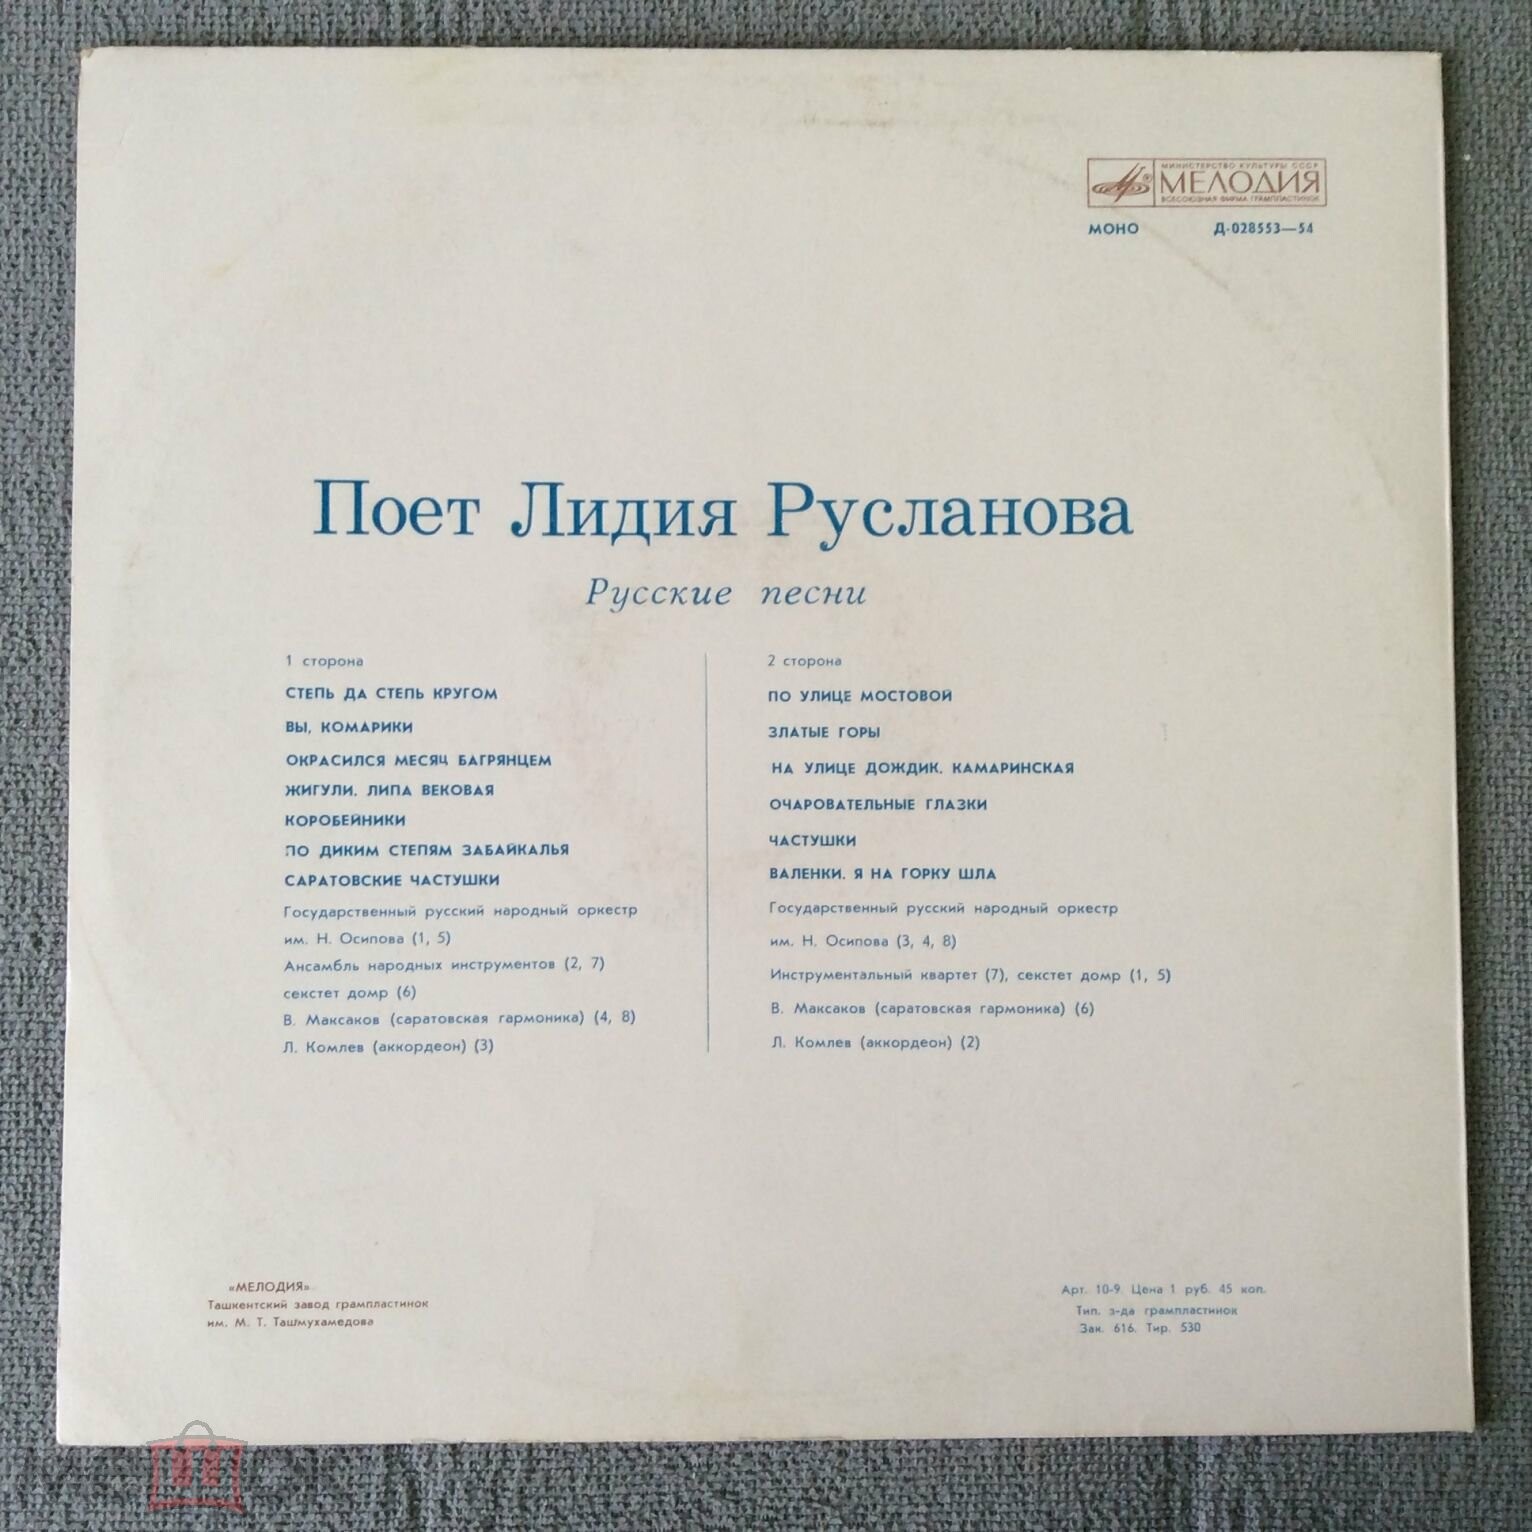 МИНИСТЕРСТВО КУЛЬТУРЫ СССР
МЕЛОДИЯ
ВСЕСОЮЗНАЯ ФИРМА ГРАМПЛАСТИНОК
МОНО Д-028553—54
Поет Лидия Русланова
Русские песни
1 сторона
СТЕПЬ ДА СТЕПЬ КРУГОМ
ВЫ, КОМАРИКИ
ОКРАСИЛСЯ МЕСЯЦ БАГРЯНЦЕМ
ЖИГУЛИ. ЛИПА ВЕКОВАЯ
КОРОБЕЙНИКИ
ПО ДИКИМ СТЕПЯМ ЗАБАЙКАЛЬЯ
САРАТОВСКИЕ ЧАСТУШКИ
Государственный русский народный оркестр
им. Н. Осипова (1, 5)
Ансамбль народных инструментов (2, 7)
секстет домр (6)
В. Максаков (саратовская гармоника) (4, 8)
Л. Комлев (аккордеон) (3)
2 сторона
ПО УЛИЦЕ МОСТОВОЙ
ЗЛАТЫЕ ГОРЫ
НА УЛИЦЕ ДОЖДИК. КАМАРИНСКАЯ
ОЧАРОВАТЕЛЬНЫЕ ГЛАЗКИ
ЧАСТУШКИ
ВАЛЕНКИ. Я НА ГОРКУ ШЛА
Государственный русский народный оркестр
им. Н. Осипова (3, 4, 8)
Инструментальный квартет (7), секстет домр (1, 5)
В. Максаков (саратовская гармоника) (6)
Л. Комлев (аккордеон) (2)
«МЕЛОДИЯ»
Ташкентский завод грампластинок
им. М. Т. Ташмухамедова
Арт. 10-9. Цена 1 руб. 45 коп.
Тип. з-да грампластинок
Зак. 616. Тир. 530